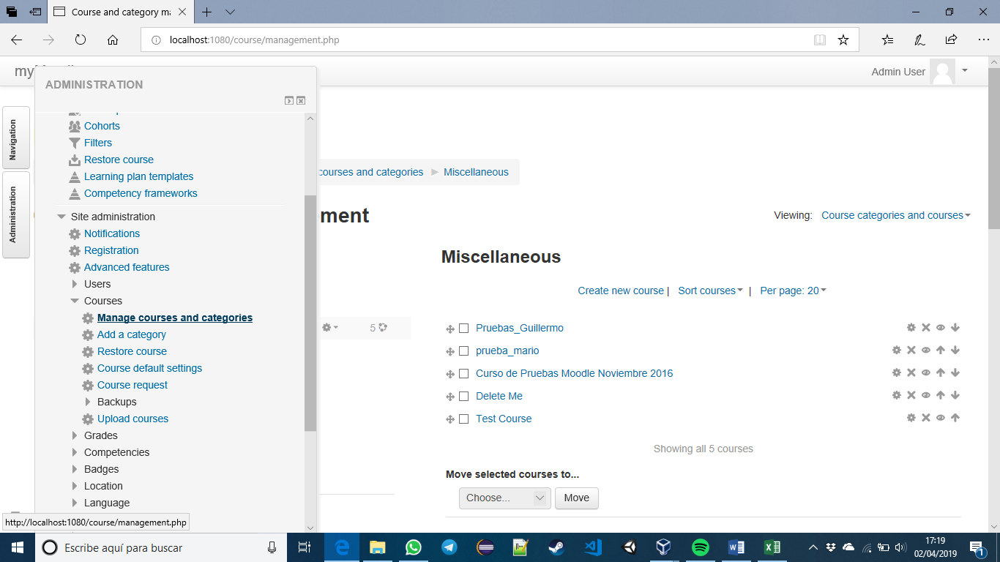 Course and category ma
localhost:1080/course/management.php
Admin User
ADMINISTRATION
Navigation
Administration
Cohorts
Filters
Restore course
Learning plan templates
Competency frameworks
Site administration
Notifications
Registration
Advanced features
Users
Courses
Manage courses and categories
Add a category
Restore course
Course default settings
Course request
Backups
Upload courses
Grades
Competencies
Badges
Location
Language
http://localhost:1080/course/management.php
courses and categories
Miscellaneous
ment
Viewing: Course categories and courses
Miscellaneous
Create new course | Sort courses | Per page: 20
5
Pruebas_Guillermo
prueba_mario
Curso de Pruebas Moodle Noviembre 2016
Delete Me
Test Course
Showing all 5 courses
Move selected courses to...
Choose...
Move
Escribe aquí para buscar
17:19
02/04/2019
1